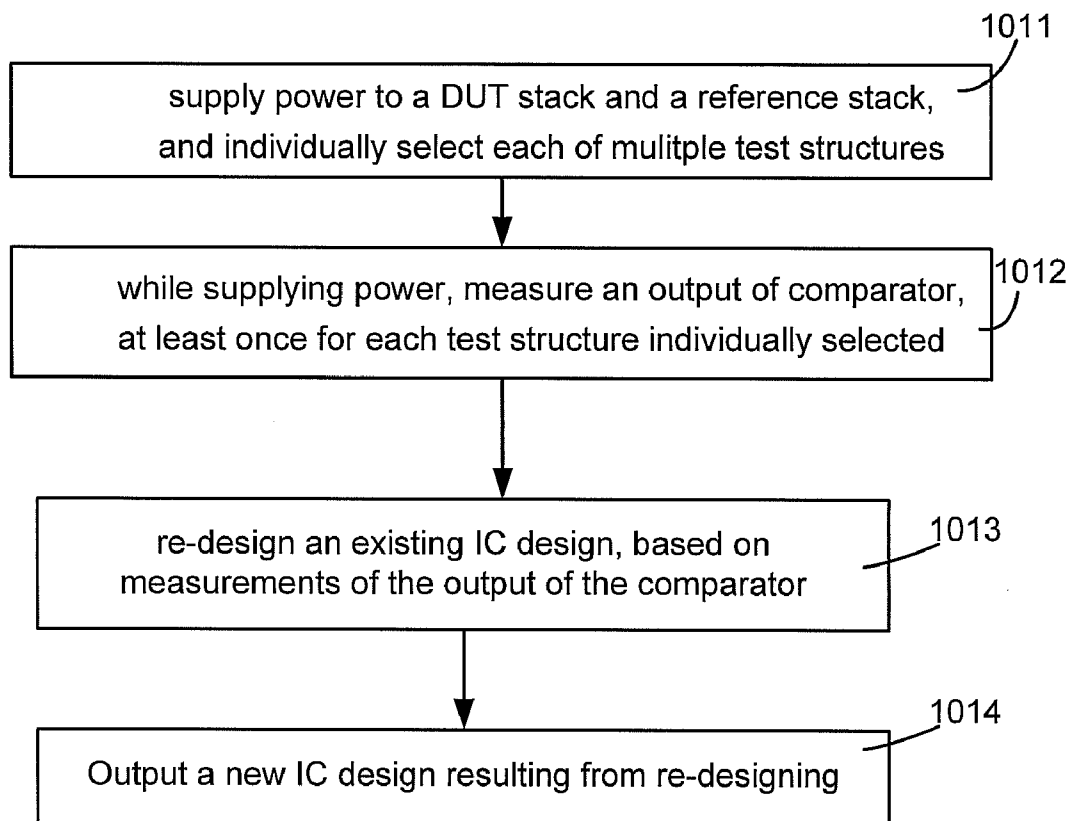 1011
supply power to a DUT stack and a reference stack,
and individually select each of mulitple test structures
1012
while supplying power, measure an output of comparator,
at least once for each test structure individually selected
1013
re-design an existing IC design, based on
measurements of the output of the comparator
1014
Output a new IC design resulting from re-designing